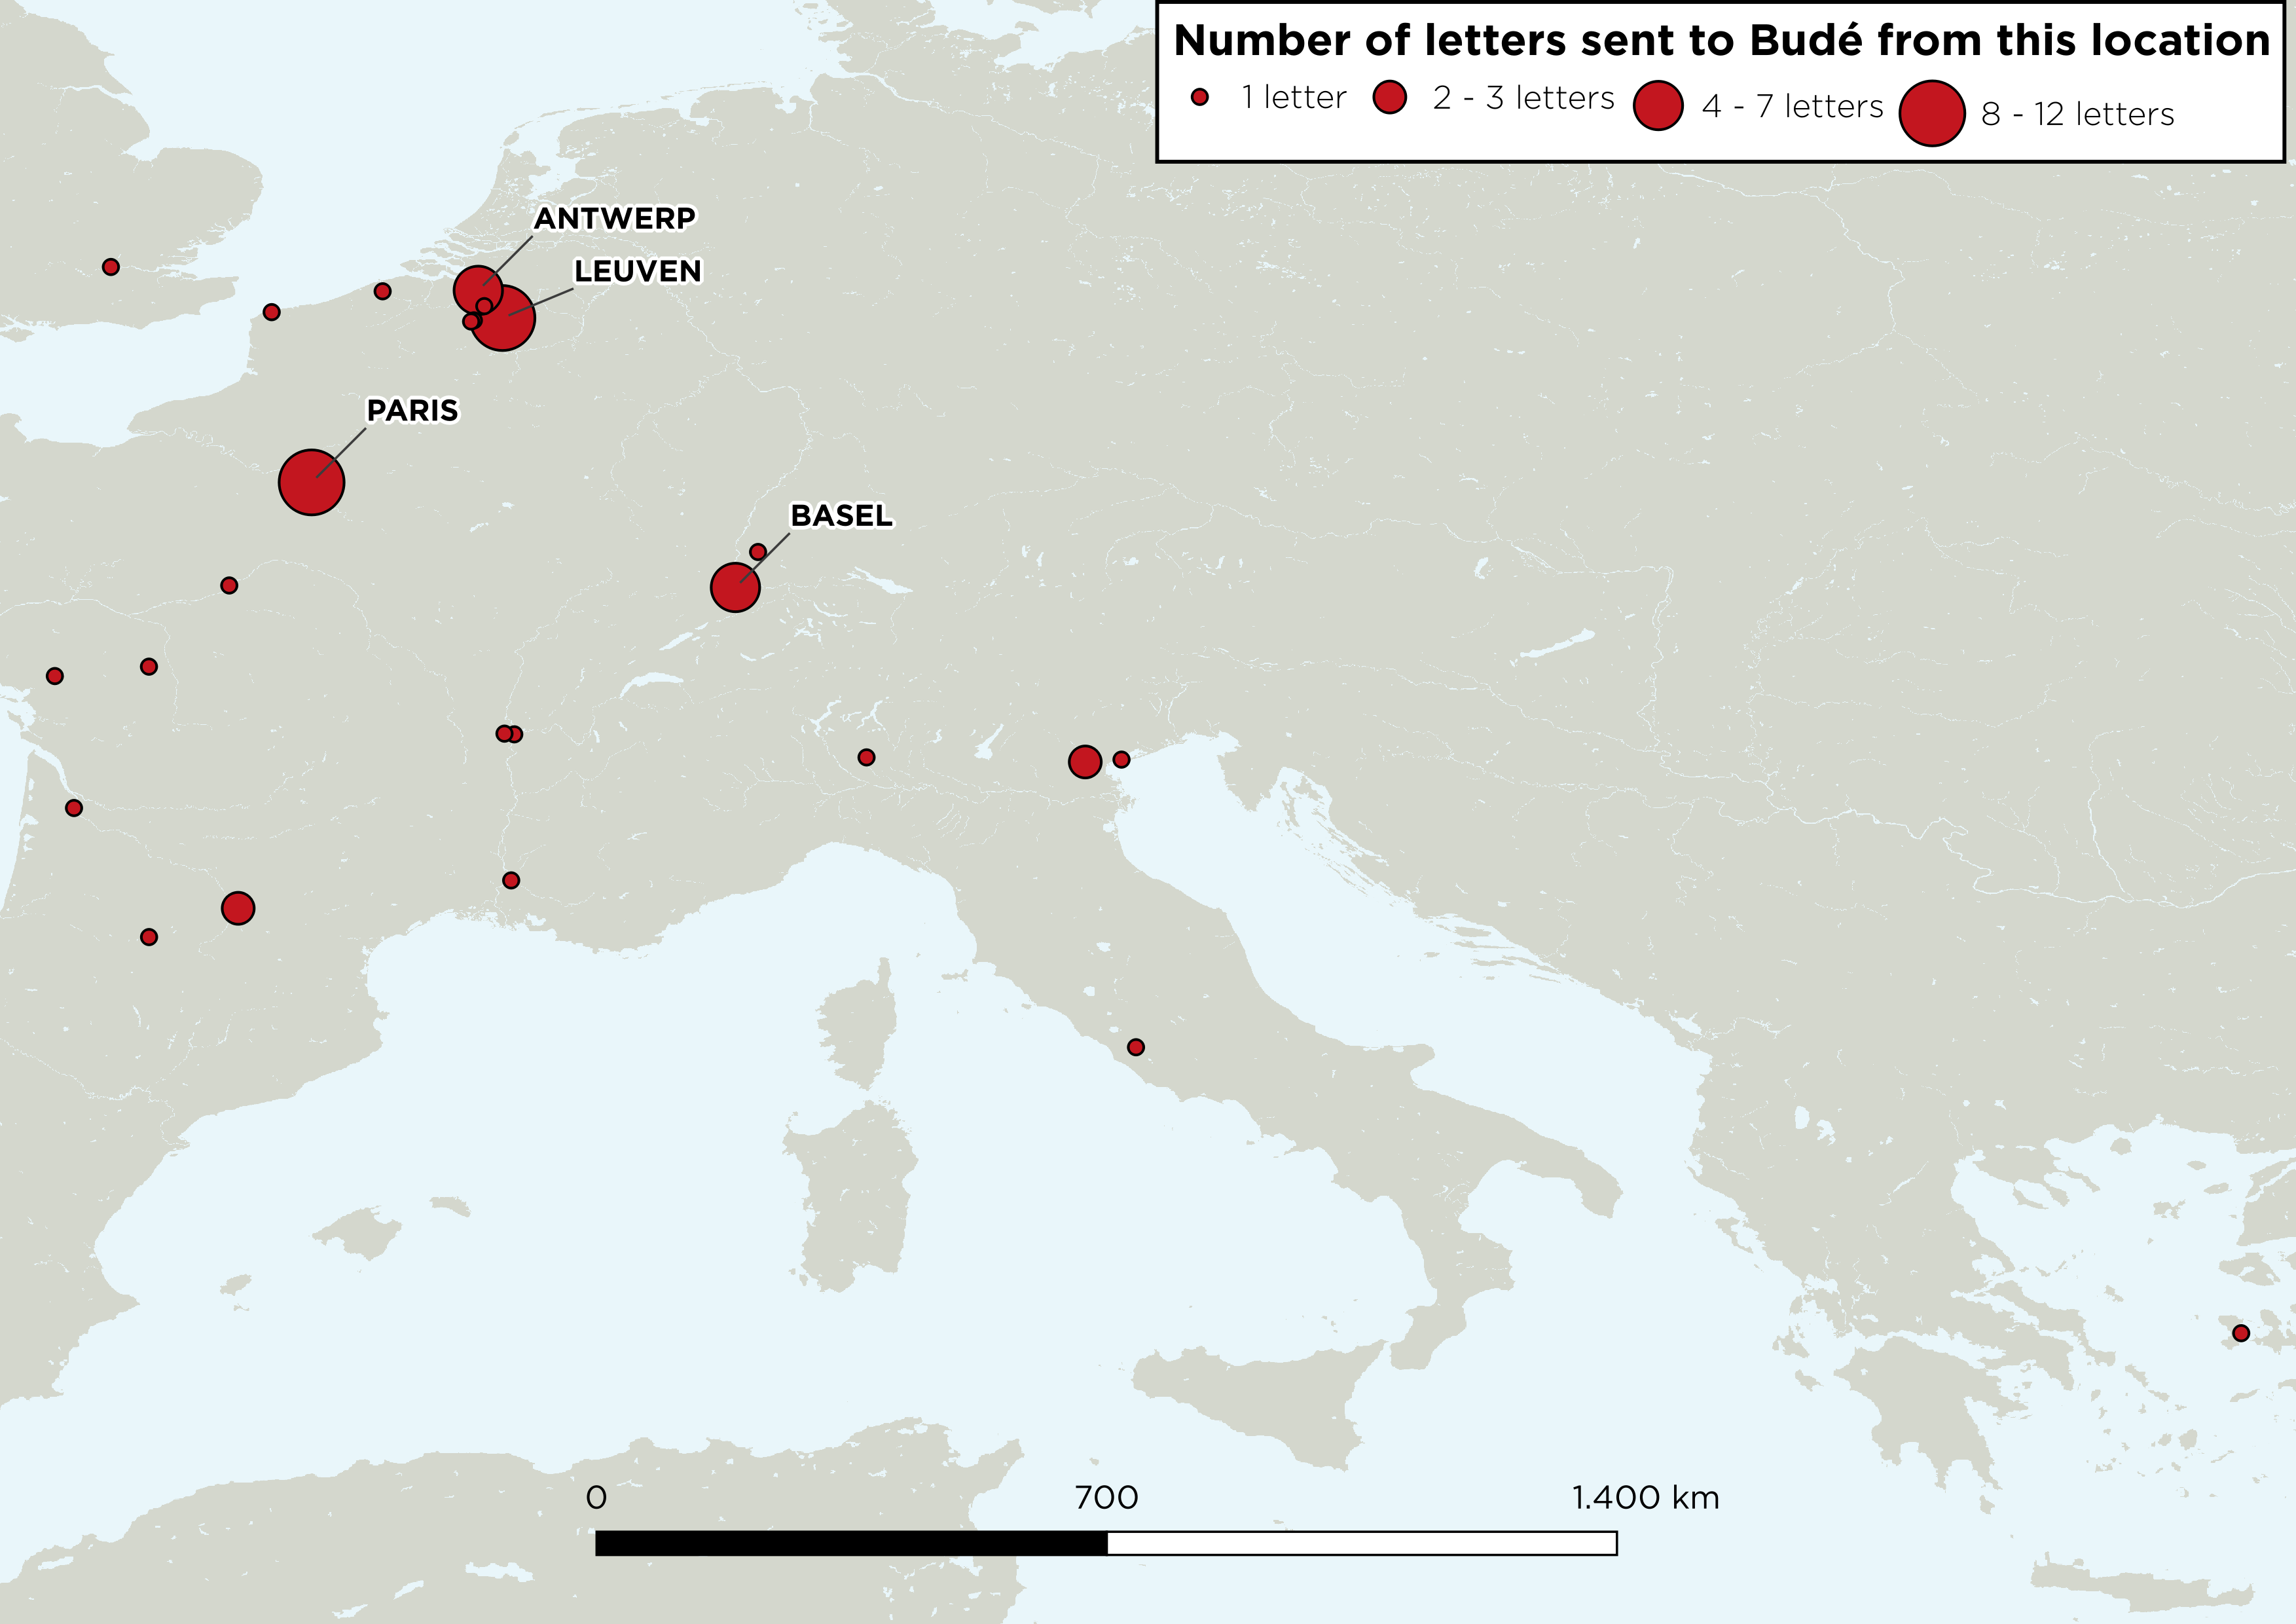 Number of letters sent to Budé from this location
1 letter 2 - 3 letters 4 - 7 letters 8 - 12 letters
ANTWERP
LEUVEN
PARIS
BASEL
0 700 1.400 km